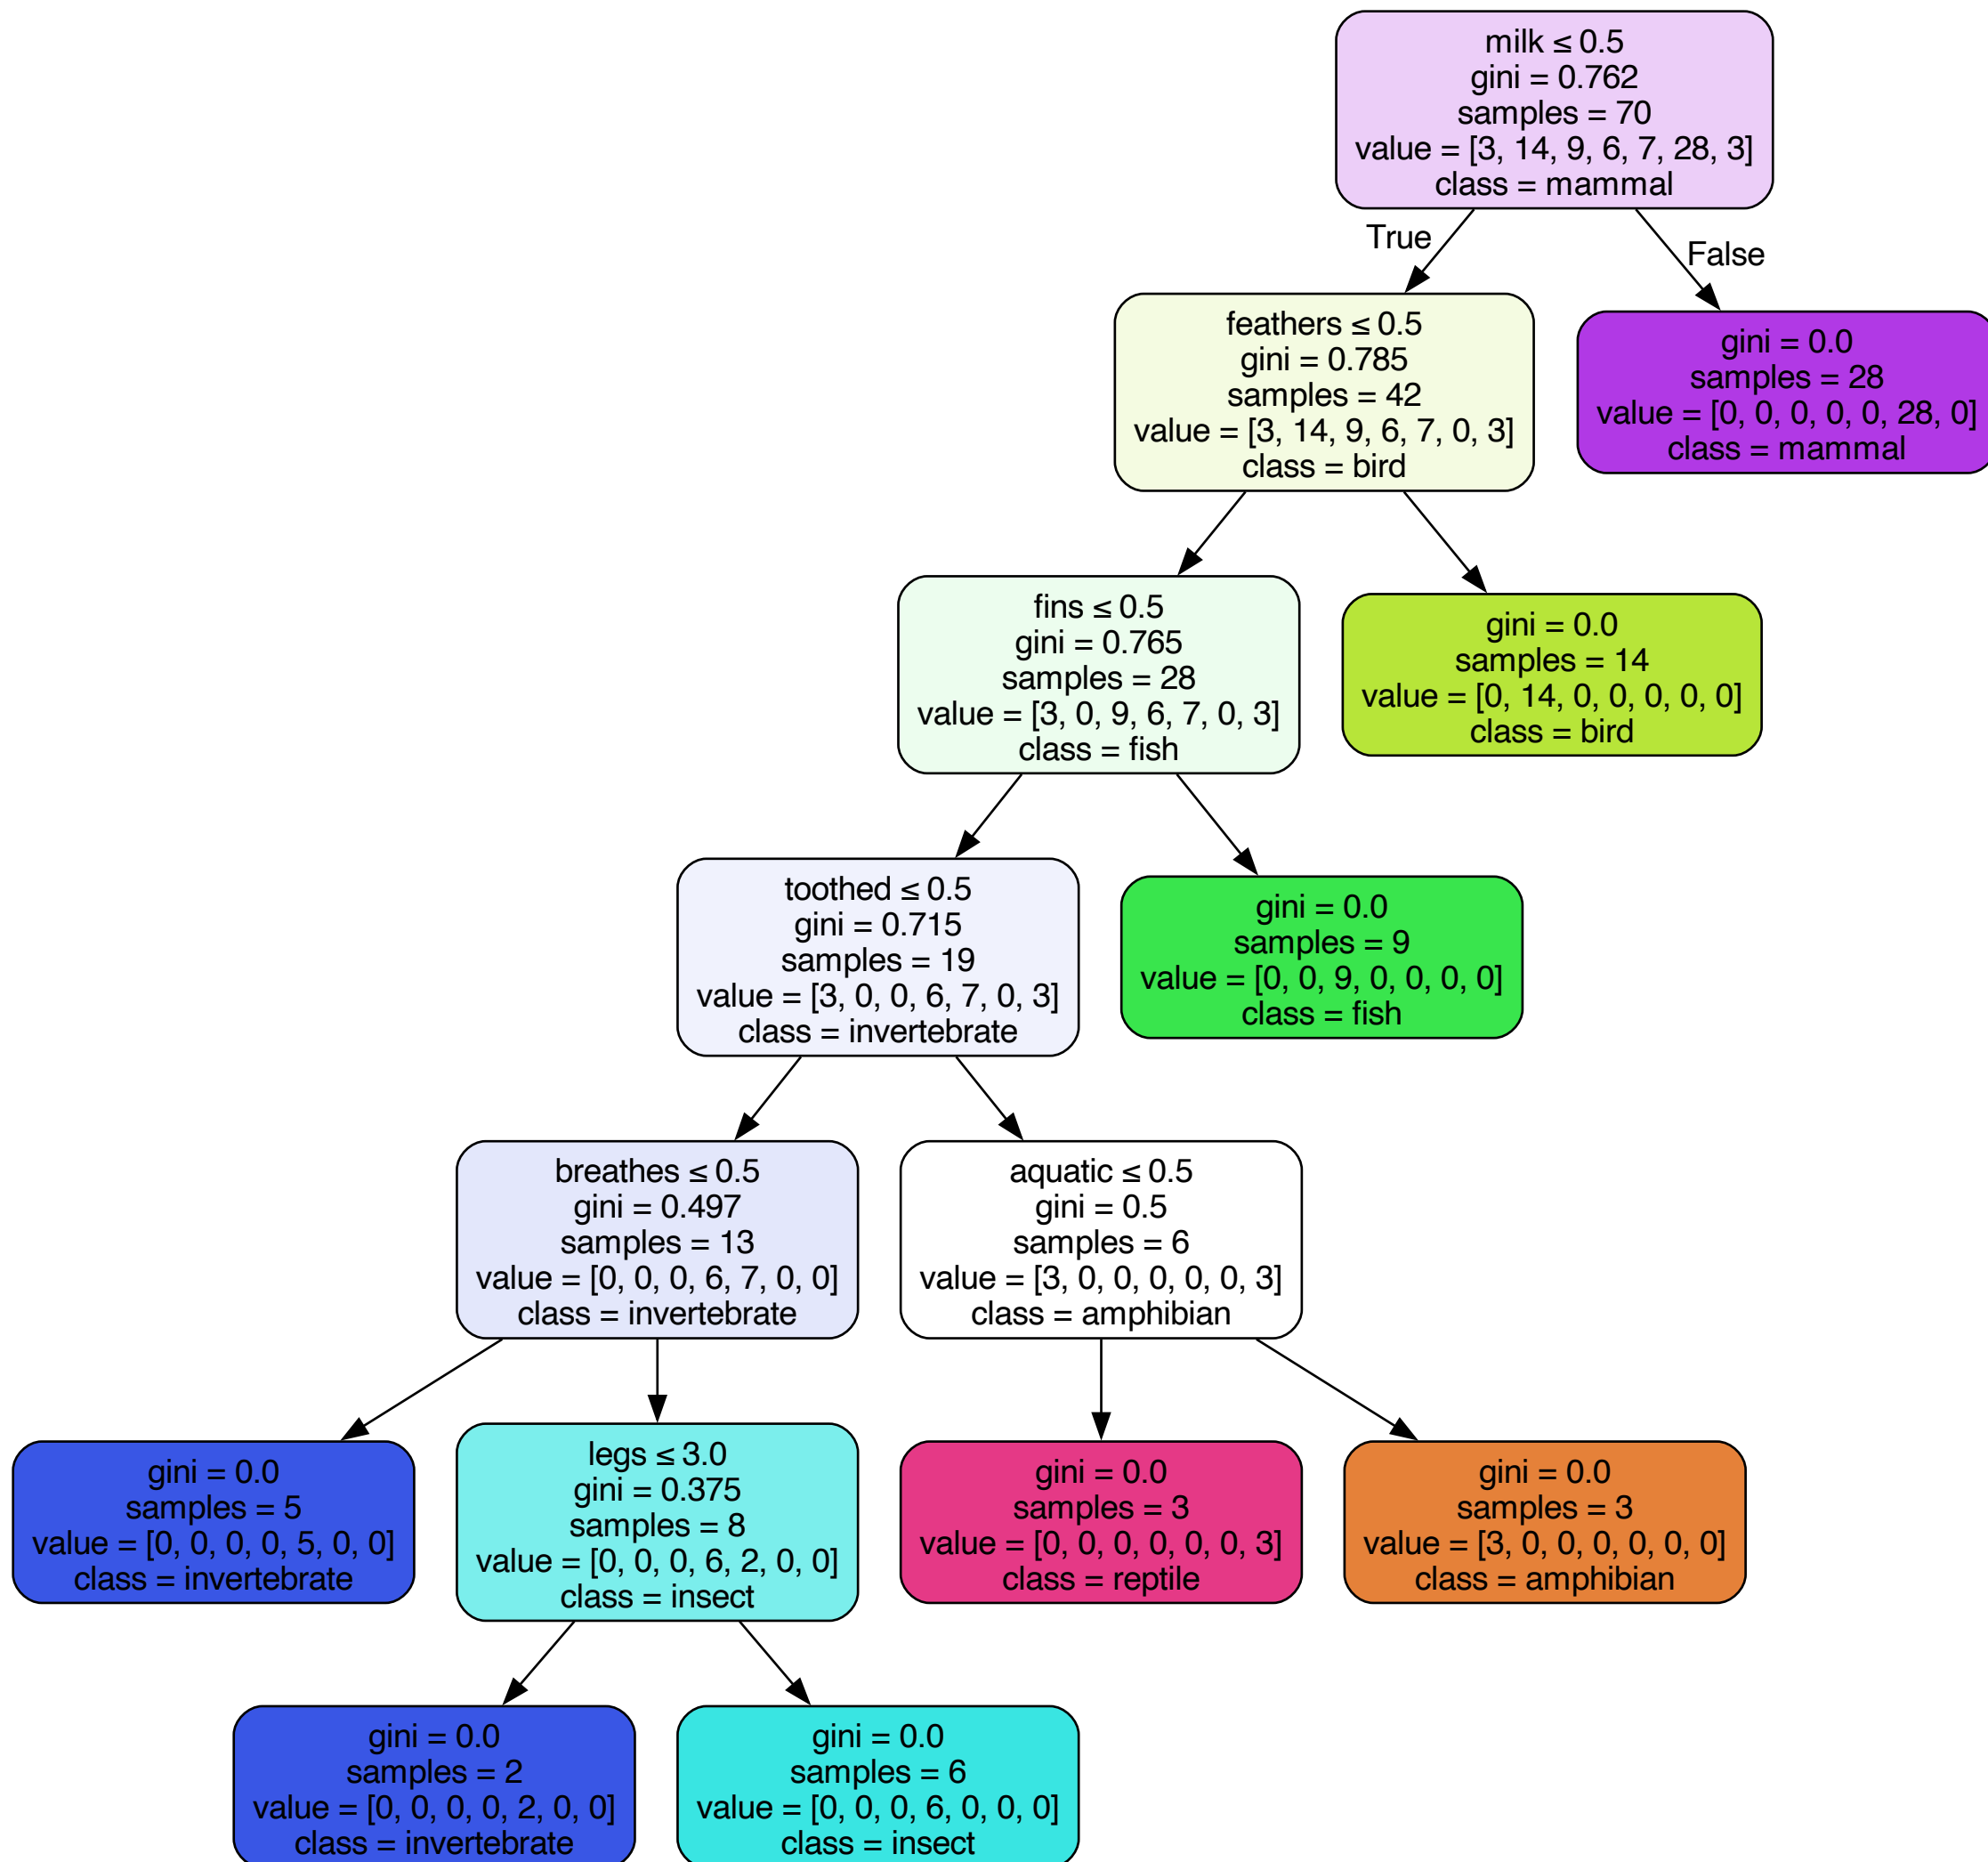 milk ≤ 0.5
gini = 0.762
samples = 70
value = [3, 14, 9, 6, 7, 28, 3]
class = mammal
True
False
feathers ≤ 0.5
gini = 0.785
samples = 42
value = [3, 14, 9, 6, 7, 0, 3]
class = bird
gini = 0.0
samples = 28
value = [0, 0, 0, 0, 0, 28, 0]
class = mammal
fins ≤ 0.5
gini = 0.765
samples = 28
value = [3, 0, 9, 6, 7, 0, 3]
class = fish
gini = 0.0
samples = 14
value = [0, 14, 0, 0, 0, 0, 0]
class = bird
toothed ≤ 0.5
gini = 0.715
samples = 19
value = [3, 0, 0, 6, 7, 0, 3]
class = invertebrate
gini = 0.0
samples = 9
value = [0, 0, 9, 0, 0, 0, 0]
class = fish
breathes ≤ 0.5
gini = 0.497
samples = 13
value = [0, 0, 0, 6, 7, 0, 0]
class = invertebrate
aquatic ≤ 0.5
gini = 0.5
samples = 6
value = [3, 0, 0, 0, 0, 0, 3]
class = amphibian
gini = 0.0
samples = 5
value = [0, 0, 0, 0, 5, 0, 0]
class = invertebrate
legs ≤ 3.0
gini = 0.375
samples = 8
value = [0, 0, 0, 6, 2, 0, 0]
class = insect
gini = 0.0
samples = 3
value = [0, 0, 0, 0, 0, 0, 3]
class = reptile
gini = 0.0
samples = 3
value = [3, 0, 0, 0, 0, 0, 0]
class = amphibian
gini = 0.0
samples = 2
value = [0, 0, 0, 0, 2, 0, 0]
class = invertebrate
gini = 0.0
samples = 6
value = [0, 0, 0, 6, 0, 0, 0]
class = insect